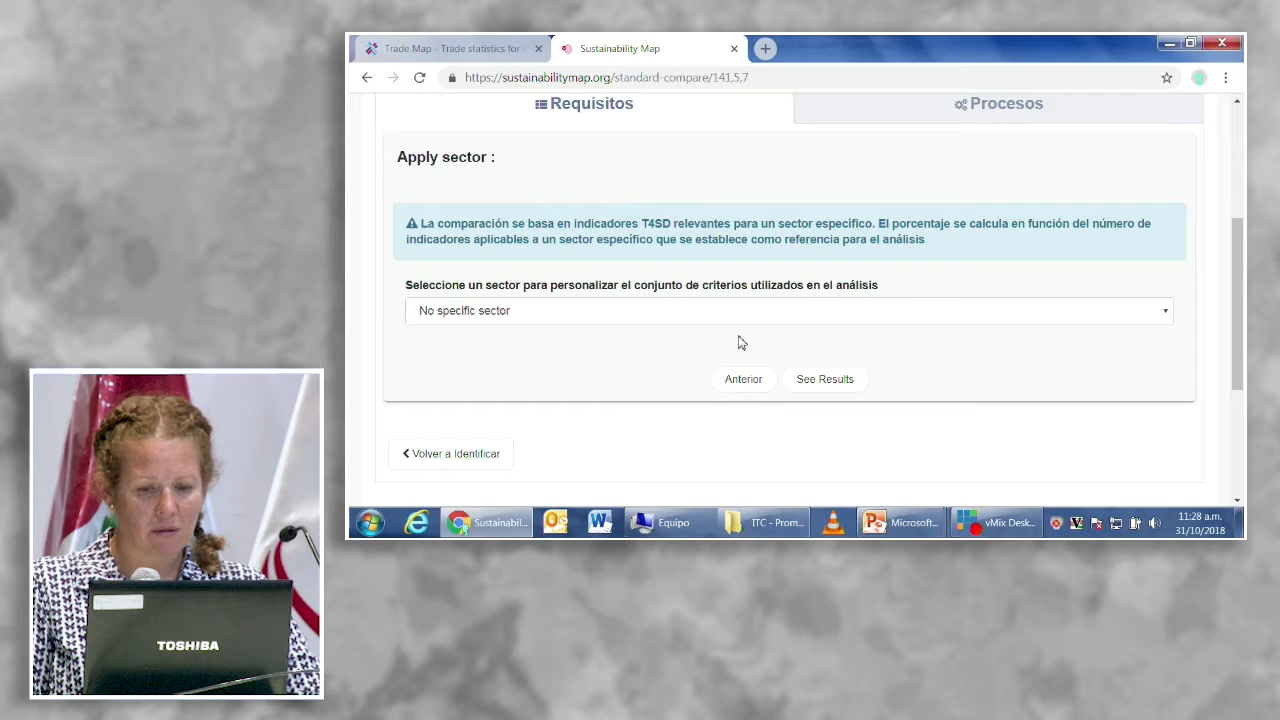 Trade Map - Trade statistics for
Sustainability Map
https://sustainabilitymap.org/standard-compare/141,5,7
Requisitos
Procesos
Apply sector :
La comparación se basa en indicadores T4SD relevantes para un sector específico. El porcentaje se calcula en función del número de
indicadores aplicables a un sector específico que se establece como referencia para el análisis
Seleccione un sector para personalizar el conjunto de criterios utilizados en el análisis
No specific sector
Anterior
See Results
Volver a Identificar
Sustainabil...
Equipo
ITC - Prom...
Microsoft...
vMix Desk...
11:28 a.m.
31/10/2018
TOSHIBA